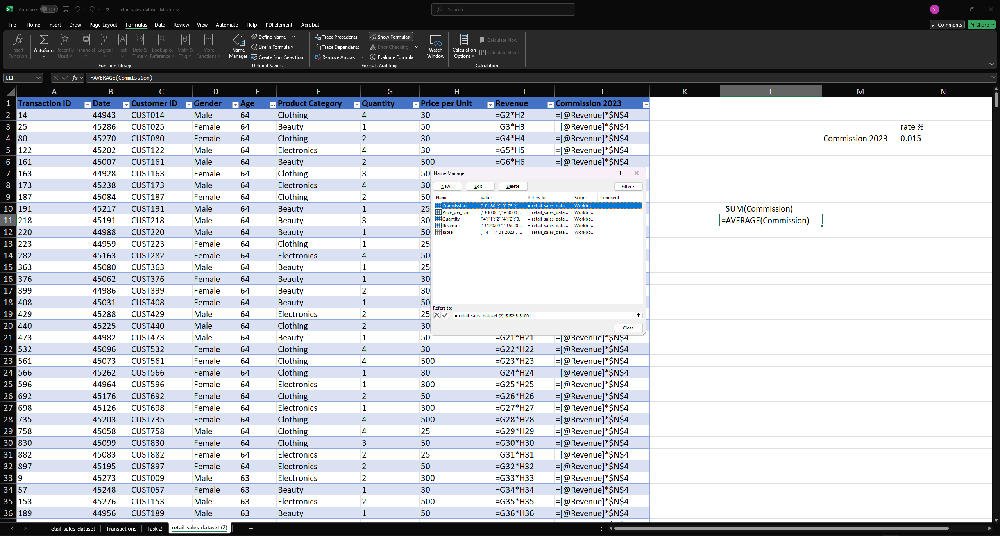 AutoSave Off retail_sales_dataset_Master Search SJ
File Home Insert Draw Page Layout Formulas Data Review View Automate Help PDFelement Acrobat Comments Share
Insert Function AutoSum Recently Used Financial Logical Text Date & Time Lookup & Reference Math & Trig More Functions
Function Library
Name Manager Define Name Use in Formula Create from Selection
Defined Names
Trace Precedents Trace Dependents Remove Arrows Show Formulas Error Checking Evaluate Formula
Formula Auditing
Watch Window
Calculation Options Calculate Now Calculate Sheet
Calculation
L11 fx =AVERAGE(Commission)
A B C D E F G H I J K L M N
1 Transaction ID Date Customer ID Gender Age Product Category Quantity Price per Unit Revenue Commission 2023
2 14 44943 CUST014 Male 64 Clothing 4 30 =G2*H2 =[@Revenue]*$N$4
3 25 45286 CUST025 Female 64 Beauty 1 50 =G3*H3 =[@Revenue]*$N$4 rate %
4 80 45270 CUST080 Female 64 Clothing 2 30 =G4*H4 =[@Revenue]*$N$4 Commission 2023 0.015
5 122 45202 CUST122 Male 64 Electronics 4 30 =G5*H5 =[@Revenue]*$N$4
6 161 45007 CUST161 Male 64 Beauty 2 500 =G6*H6 =[@Revenue]*$N$4
7 163 44928 CUST163 Female 64 Clothing 3 50
8 173 45238 CUST173 Male 64 Electronics 4 30
9 187 45084 CUST187 Female 64 Clothing 2 50
10 191 45217 CUST191 Male 64 Beauty 1 25 =SUM(Commission)
11 218 45191 CUST218 Male 64 Beauty 3 30 =AVERAGE(Commission)
12 220 44988 CUST220 Male 64 Beauty 1 50
13 223 44959 CUST223 Female 64 Clothing 1 25
14 282 45163 CUST282 Female 64 Electronics 4 50
15 363 45080 CUST363 Male 64 Beauty 1 25
16 376 45062 CUST376 Female 64 Beauty 1 30
17 399 44986 CUST399 Female 64 Beauty 2 30
18 408 45031 CUST408 Female 64 Beauty 1 50
19 429 45288 CUST429 Male 64 Electronics 2 25
20 440 45225 CUST440 Male 64 Clothing 2 30
21 473 44982 CUST473 Male 64 Beauty 1 50 =G21*H21 =[@Revenue]*$N$4
22 532 45096 CUST532 Female 64 Clothing 4 30 =G22*H22 =[@Revenue]*$N$4
23 561 45073 CUST561 Female 64 Clothing 4 500 =G23*H23 =[@Revenue]*$N$4
24 566 45262 CUST566 Female 64 Clothing 1 30 =G24*H24 =[@Revenue]*$N$4
25 596 44964 CUST596 Female 64 Electronics 1 300 =G25*H25 =[@Revenue]*$N$4
26 692 45176 CUST692 Female 64 Clothing 2 50 =G26*H26 =[@Revenue]*$N$4
27 698 45126 CUST698 Female 64 Electronics 1 300 =G27*H27 =[@Revenue]*$N$4
28 735 45203 CUST735 Female 64 Clothing 4 500 =G28*H28 =[@Revenue]*$N$4
29 758 45058 CUST758 Male 64 Clothing 4 25 =G29*H29 =[@Revenue]*$N$4
30 830 45099 CUST830 Female 64 Clothing 3 50 =G30*H30 =[@Revenue]*$N$4
31 882 45083 CUST882 Female 64 Electronics 2 25 =G31*H31 =[@Revenue]*$N$4
32 897 45195 CUST897 Female 64 Electronics 2 50 =G32*H32 =[@Revenue]*$N$4
33 9 45273 CUST009 Male 63 Electronics 2 300 =G33*H33 =[@Revenue]*$N$4
34 57 45248 CUST057 Female 63 Beauty 1 30 =G34*H34 =[@Revenue]*$N$4
35 153 45276 CUST153 Male 63 Electronics 2 500 =G35*H35 =[@Revenue]*$N$4
36 189 44956 CUST189 Male 63 Beauty 1 50 =G36*H36 =[@Revenue]*$N$4
Name Manager
New... Edit... Delete Filter
Name Value Refers To Scope Comment
Commission {" £1.80 ";" £0.75 ";" ... ='retail_sales_data... Workbo...
Price_per_Unit {" £30.00 ";" £50.00 ... ='retail_sales_data... Workbo...
Quantity {"4";"1";"2";"4";"2";"3... ='retail_sales_data... Workbo...
Revenue {" £120.00 ";" £50.00... ='retail_sales_data... Workbo...
Table1 {"14","17-01-2023","... ='retail_sales_data... Workbo...
Refers to:
='retail_sales_dataset (2)'!$J$2:$J$1001
Close
retail_sales_dataset Transactions Task 2 retail_sales_dataset (2)